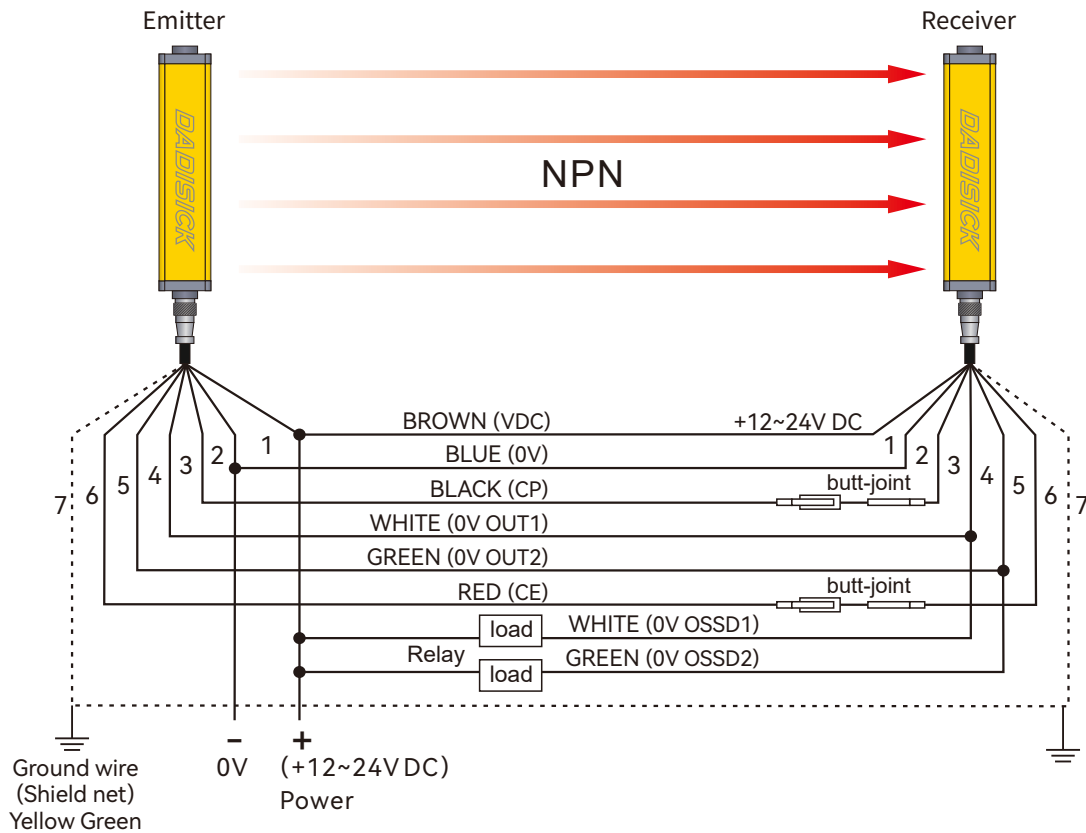 Emitter
Receiver
DADISICK
DADISICK
NPN
BROWN (VDC)
+12~24V DC
BLUE (0V)
BLACK (CP)
butt-joint
WHITE (0V OUT1)
GREEN (0V OUT2)
RED (CE)
butt-joint
load
WHITE (0V OSSD1)
Relay
load
GREEN (0V OSSD2)
7
6
5
4
3
2
1
1
2
3
4
5
6
7
-
+
0V
(+12~24V DC)
Power
Ground wire
(Shield net)
Yellow Green